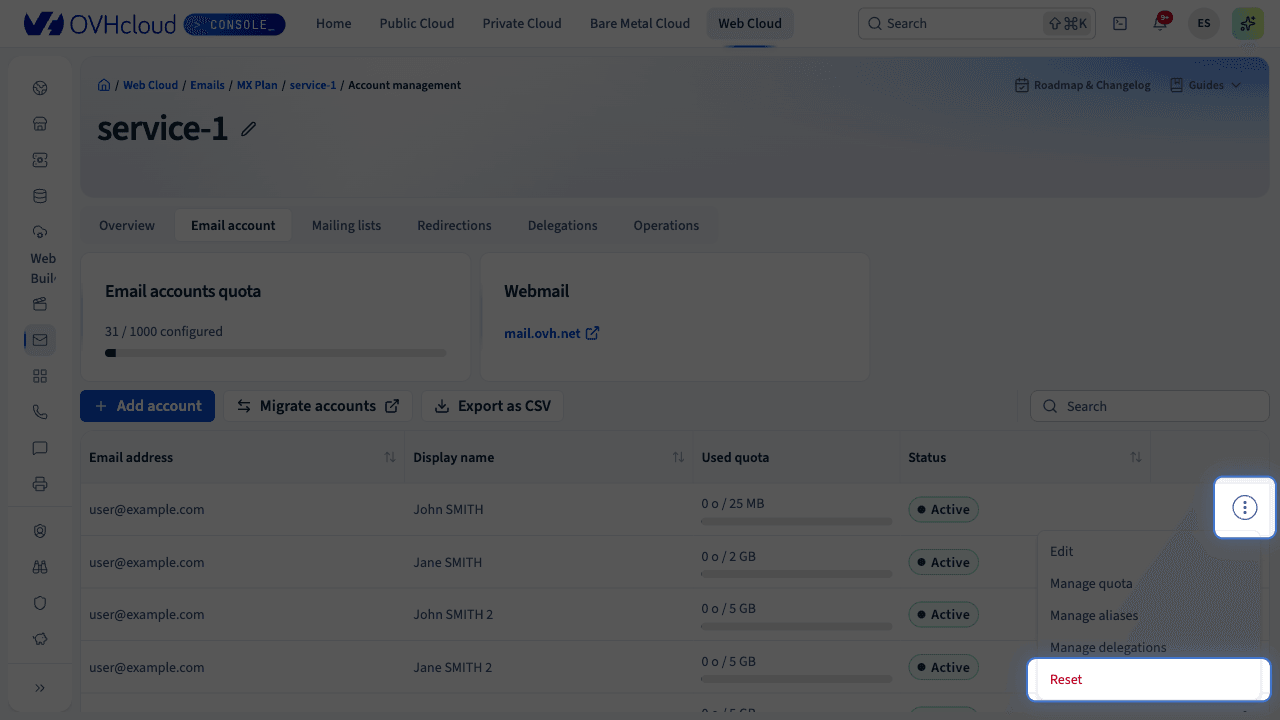 OVHcloud CONSOLE_ Home Public Cloud Private Cloud Bare Metal Cloud Web Cloud Search ⇧⌘K 9+ ES
/ Web Cloud / Emails / MX Plan / service-1 / Account management Roadmap & Changelog Guides
service-1
Overview Email account Mailing lists Redirections Delegations Operations
Web
Buil
Email accounts quota Webmail
31 / 1000 configured mail.ovh.net
Add account Migrate accounts Export as CSV Search
Email address Display name Used quota Status
user@example.com John SMITH 0 o / 25 MB Active
Edit
user@example.com Jane SMITH 0 o / 2 GB Active
Manage quota
user@example.com John SMITH 2 0 o / 5 GB Active
Manage aliases
Manage delegations
user@example.com Jane SMITH 2 0 o / 5 GB Active
Reset